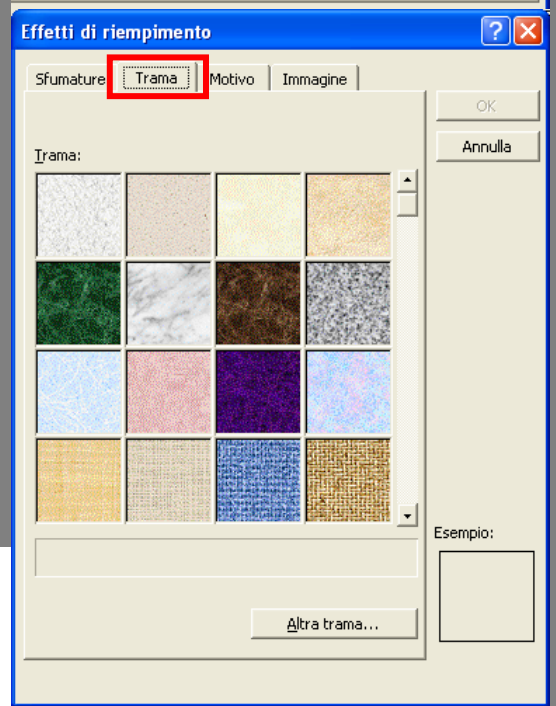 Effetti di riempimento
Sfumature Trama Motivo Immagine
OK
Annulla
Trama:
Esempio:
Altra trama...